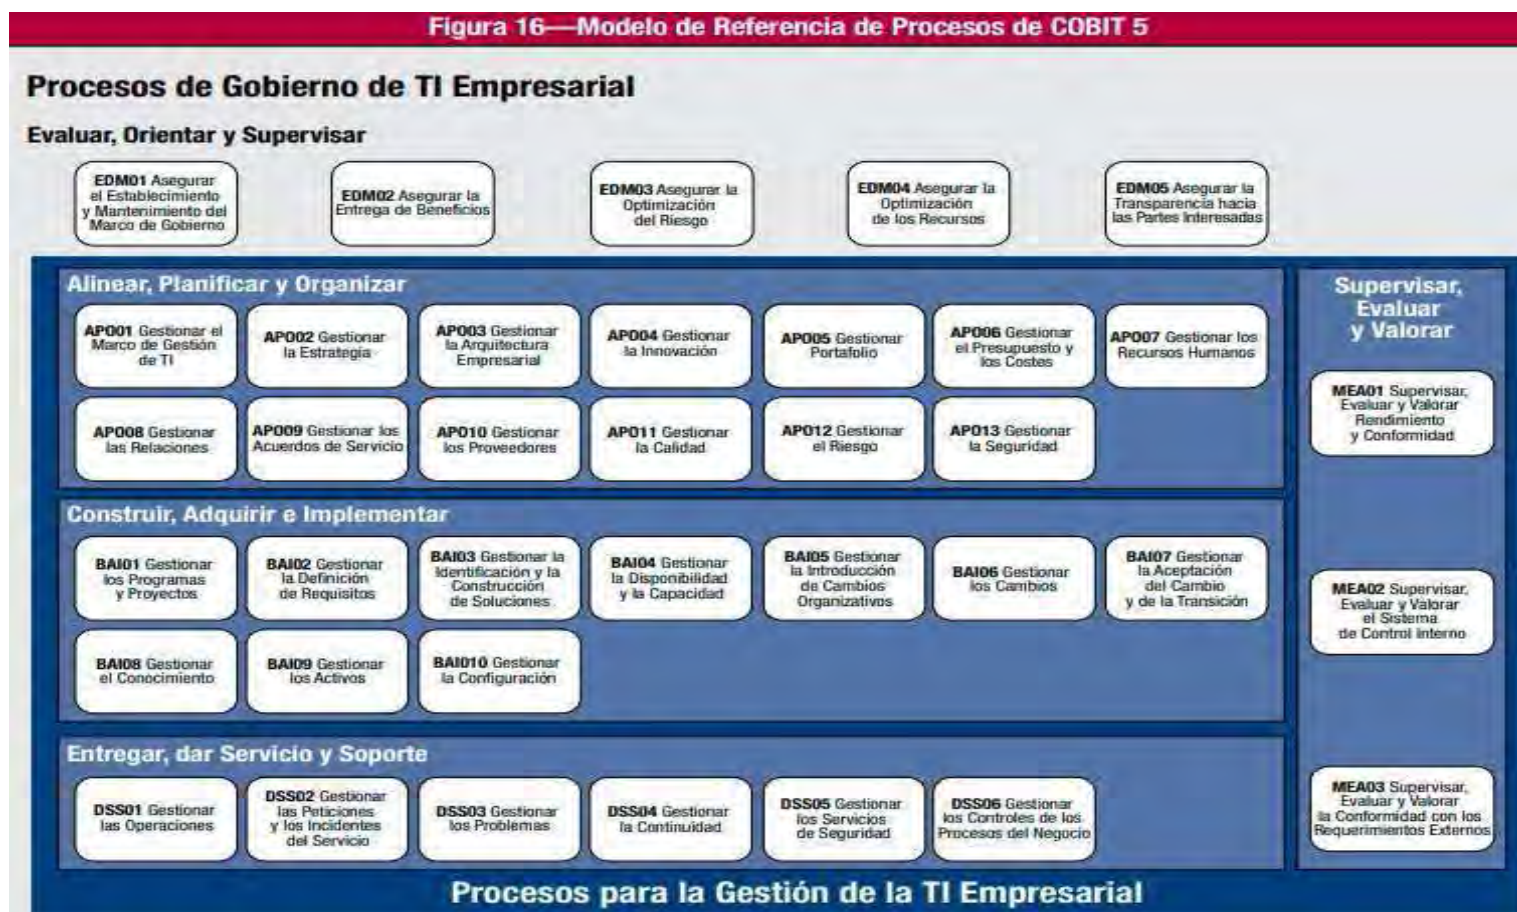 Figura 16—Modelo de Referencia de Procesos de COBIT 5
Procesos de Gobierno de TI Empresarial
Evaluar, Orientar y Supervisar
EDM01 Asegurar
el Establecimiento
y Mantenimiento del
Marco de Gobierno
EDM02 Asegurar la
Entrega de Beneficios
EDM03 Asegurar la
Optimización
del Riesgo
EDM04 Asegurar la
Optimización
de los Recursos
EDM05 Asegurar la
Transparencia hacia
las Partes Interesadas
Alinear, Planificar y Organizar
APO01 Gestionar el
Marco de Gestión
de TI
APO02 Gestionar
la Estrategia
APO03 Gestionar
la Arquitectura
Empresarial
APO04 Gestionar
la Innovación
APO05 Gestionar
Portafolio
APO06 Gestionar
el Presupuesto y
los Costes
APO07 Gestionar los
Recursos Humanos
APO08 Gestionar
las Relaciones
APO09 Gestionar los
Acuerdos de Servicio
APO10 Gestionar
los Proveedores
APO11 Gestionar
la Calidad
APO12 Gestionar
el Riesgo
APO13 Gestionar
la Seguridad
Construir, Adquirir e Implementar
BAI01 Gestionar
los Programas
y Proyectos
BAI02 Gestionar
la Definición
de Requisitos
BAI03 Gestionar la
Identificación y la
Construcción
de Soluciones
BAI04 Gestionar
la Disponibilidad
y la Capacidad
BAI05 Gestionar
la Introducción
de Cambios
Organizativos
BAI06 Gestionar
los Cambios
BAI07 Gestionar
la Aceptación
del Cambio
y de la Transición
BAI08 Gestionar
el Conocimiento
BAI09 Gestionar
los Activos
BAI010 Gestionar
la Configuración
Entregar, dar Servicio y Soporte
DSS01 Gestionar
las Operaciones
DSS02 Gestionar
las Peticiones
y los Incidentes
del Servicio
DSS03 Gestionar
los Problemas
DSS04 Gestionar
la Continuidad
DSS05 Gestionar
los Servicios
de Seguridad
DSS06 Gestionar
los Controles de los
Procesos del Negocio
Supervisar,
Evaluar
y Valorar
MEA01 Supervisar,
Evaluar y Valorar
Rendimiento
y Conformidad
MEA02 Supervisar,
Evaluar y Valorar
el Sistema
de Control Interno
MEA03 Supervisar,
Evaluar y Valorar
la Conformidad con los
Requerimientos Externos
Procesos para la Gestión de la TI Empresarial